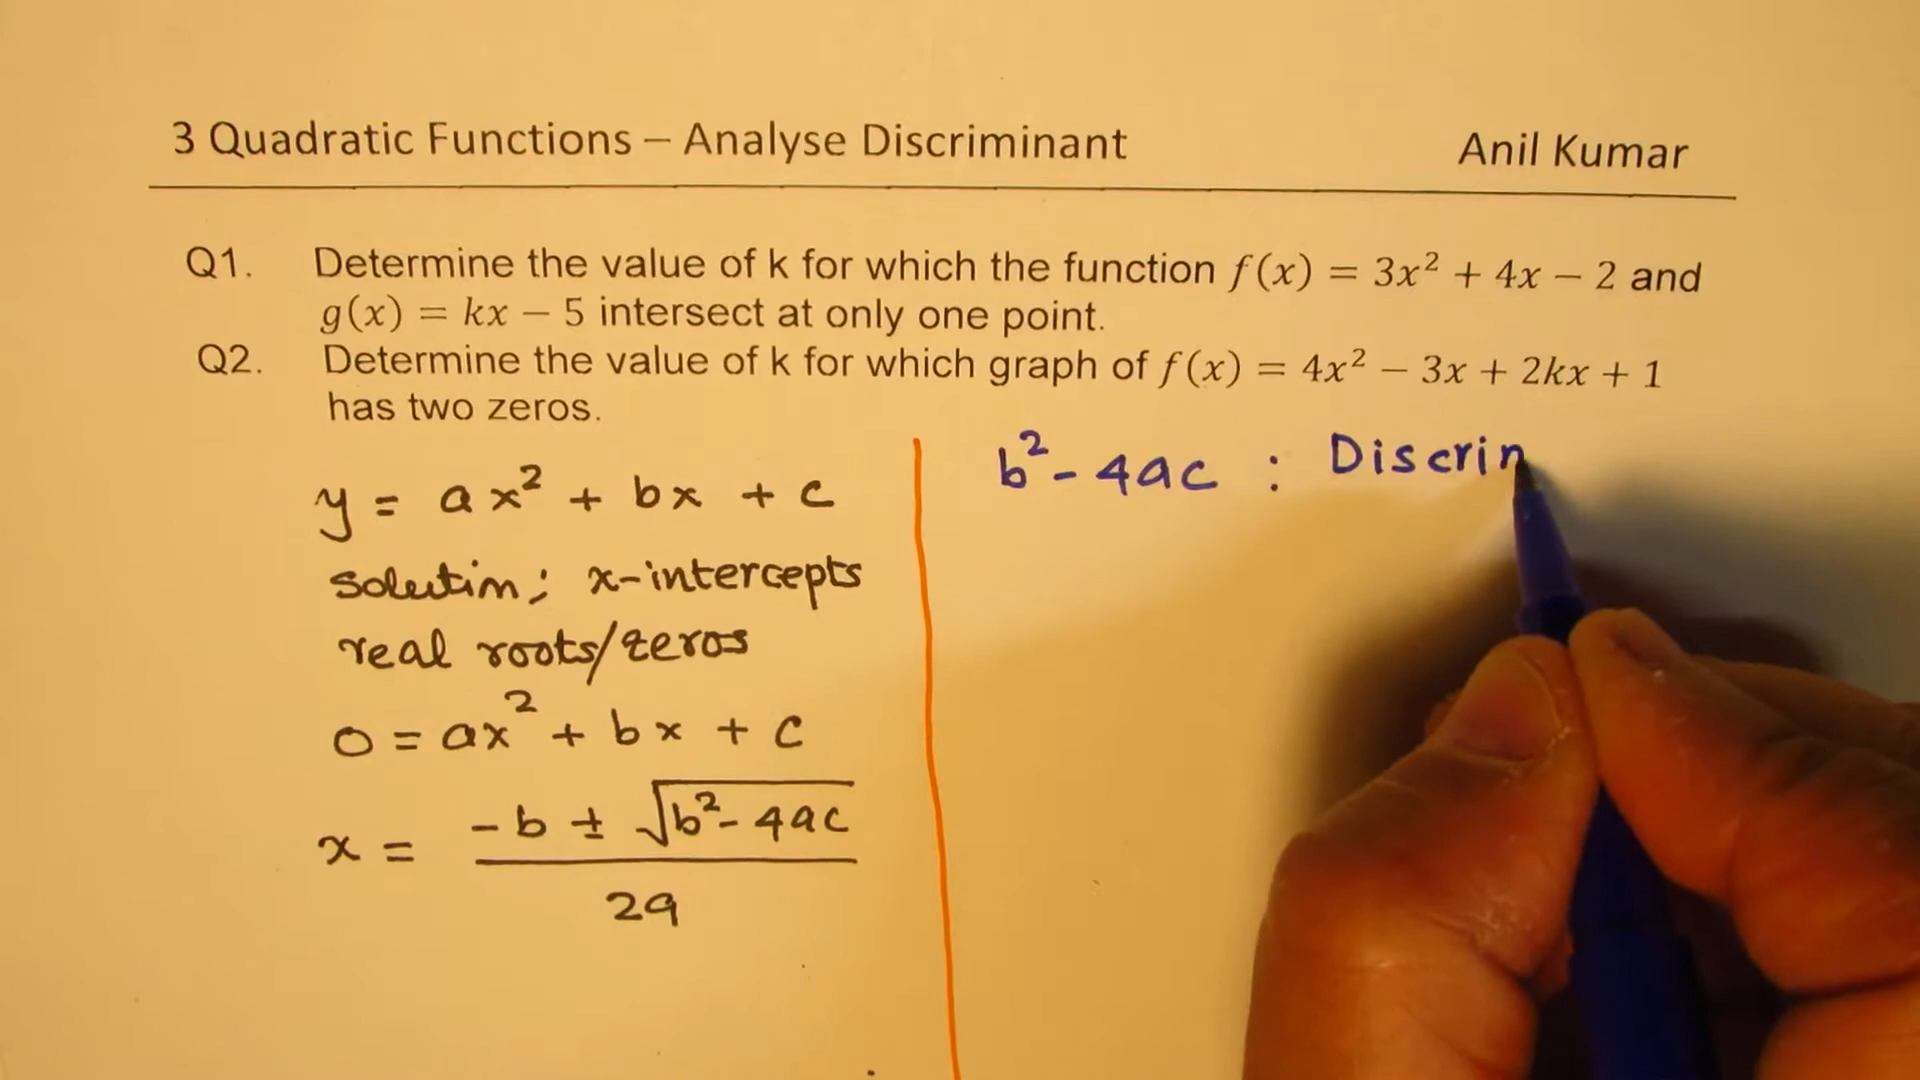 3 Quadratic Functions – Analyse Discriminant Anil Kumar
Q1. Determine the value of k for which the function f(x) = 3x² + 4x − 2 and
g(x) = kx − 5 intersect at only one point.
Q2. Determine the value of k for which graph of f(x) = 4x² − 3x + 2kx + 1
has two zeros.
y = ax² + bx + c
solution; x-intercepts
real roots/zeros
0 = ax² + bx + c
x = (-b ± √(b² - 4ac)) / 2a
b² - 4ac : Discrin